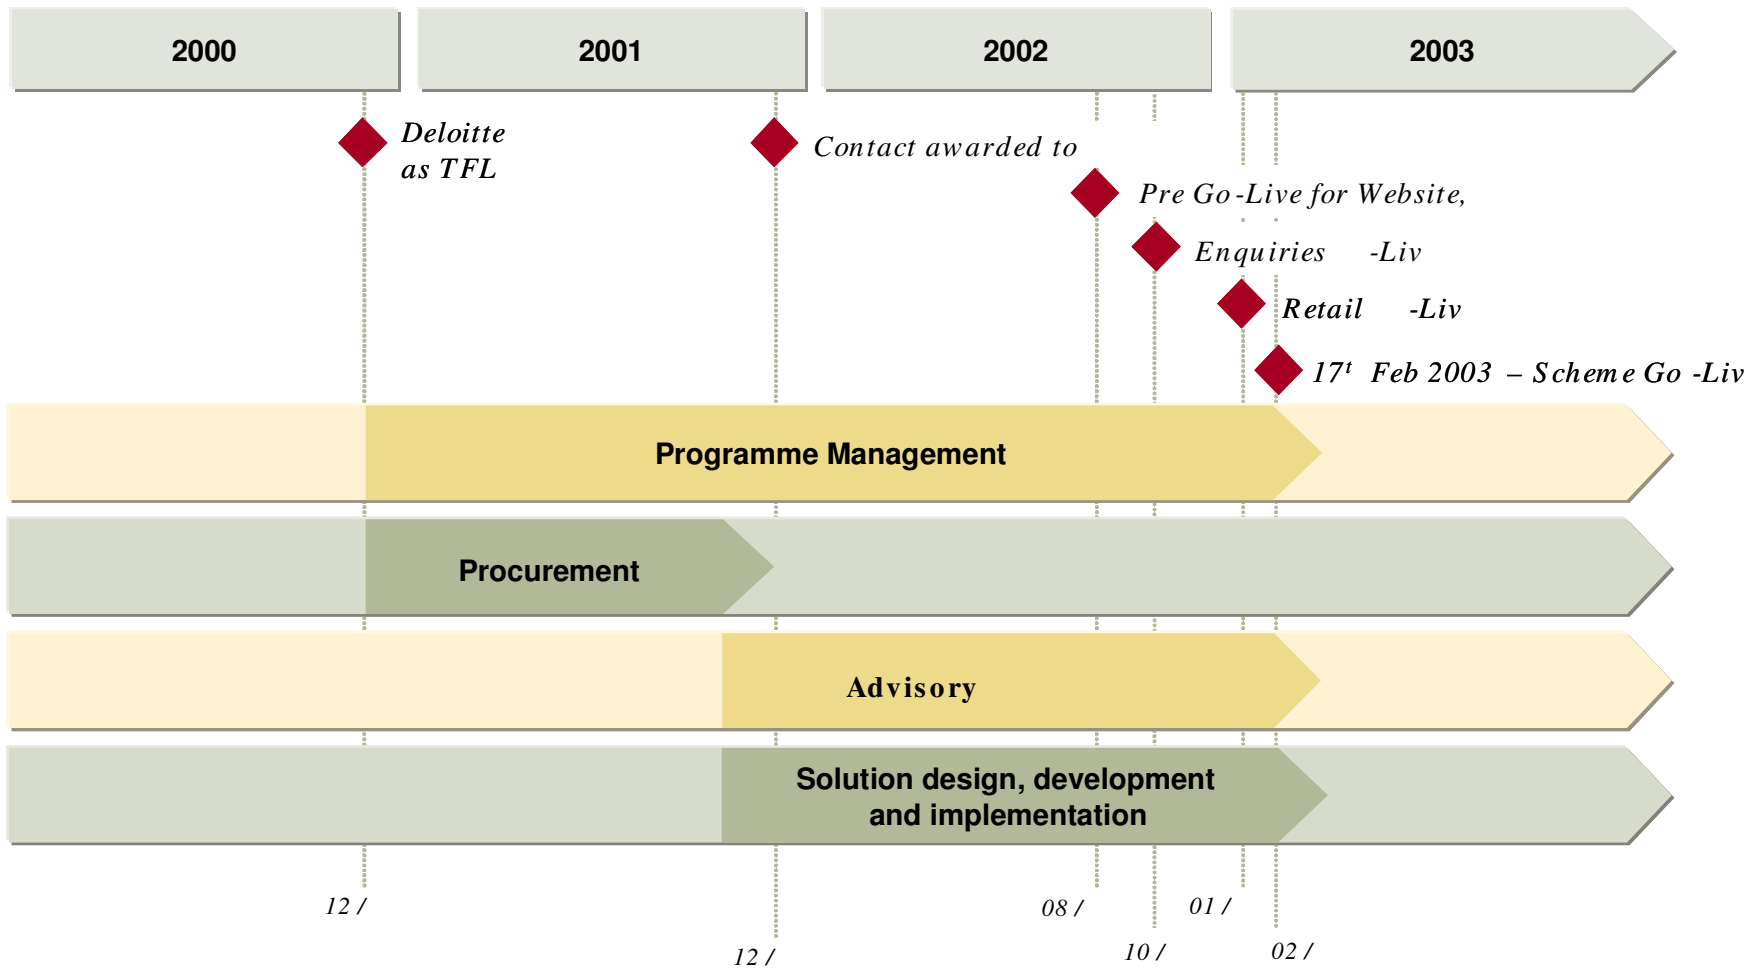 2000
2001
2002
2003
Deloitte
as TFL
Contact awarded to
Pre Go-Live for Website,
Enquiries -Liv
Retail -Liv
17t Feb 2003 – Scheme Go-Liv
Programme Management
Procurement
Advisory
Solution design, development
and implementation
12 /
12 /
08 /
10 /
01 /
02 /